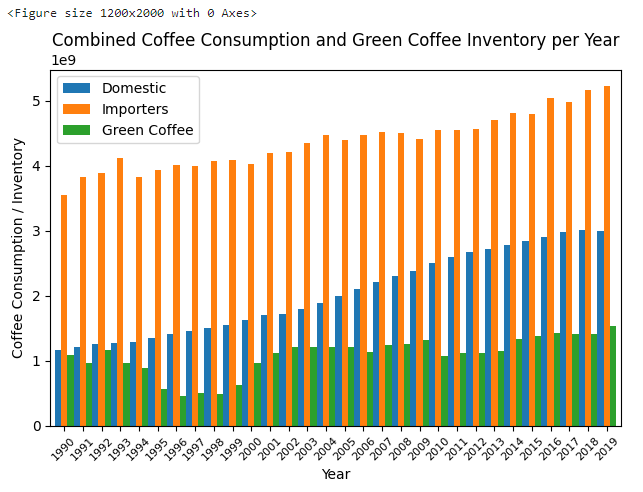 <Figure size 1200x2000 with 0 Axes>
Combined Coffee Consumption and Green Coffee Inventory per Year
1e9
Domestic
Importers
Green Coffee
5
4
3
2
1
0
Coffee Consumption / Inventory
1990 1991 1992 1993 1994 1995 1996 1997 1998 1999 2000 2001 2002 2003 2004 2005 2006 2007 2008 2009 2010 2011 2012 2013 2014 2015 2016 2017 2018 2019
Year